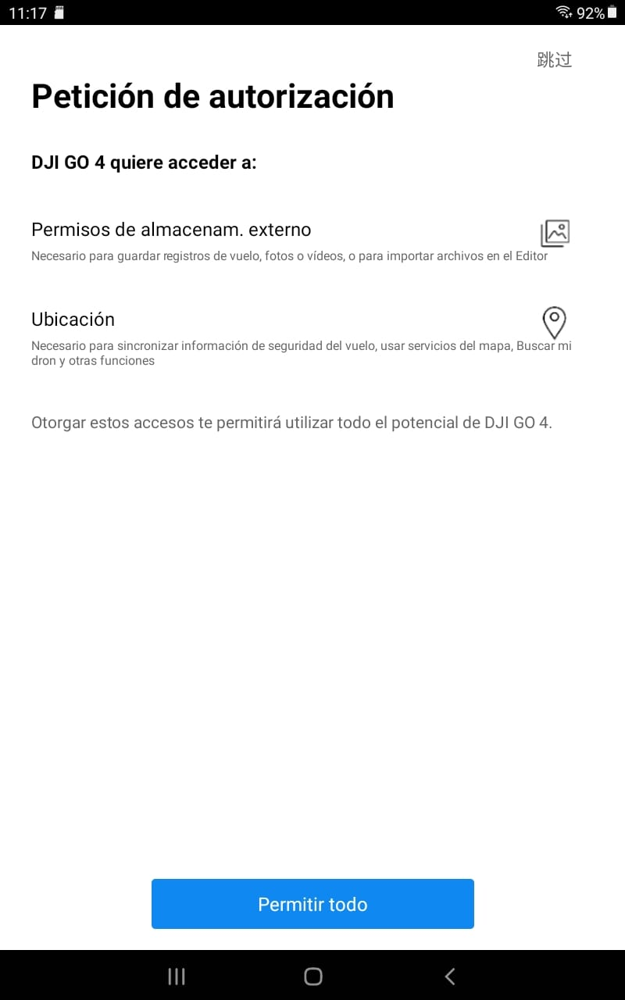 11:17
92%
跳过
Petición de autorización
DJI GO 4 quiere acceder a:
Permisos de almacenam. externo
Necesario para guardar registros de vuelo, fotos o vídeos, o para importar archivos en el Editor
Ubicación
Necesario para sincronizar información de seguridad del vuelo, usar servicios del mapa, Buscar mi
dron y otras funciones
Otorgar estos accesos te permitirá utilizar todo el potencial de DJI GO 4.
Permitir todo